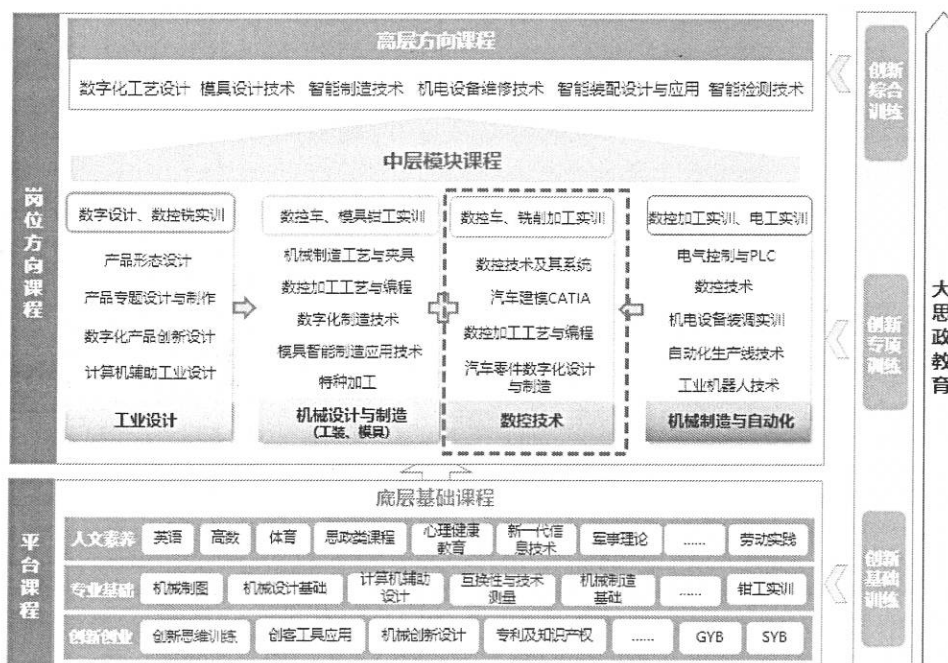 高层方向课程
数字化工艺设计 模具设计技术 智能制造技术 机电设备维修技术 智能装配设计与应用 智能检测技术
中层模块课程
岗位方向课程
数字设计、数控铣实训
产品形态设计
产品专题设计与制作
数字化产品创新设计
计算机辅助工业设计
工业设计
数控车、模具钳工实训
机械制造工艺与夹具
数控加工工艺与编程
数字化制造技术
模具智能制造应用技术
特种加工
机械设计与制造
(工装、模具)
数控车、铣削加工实训
数控技术及其系统
汽车建模CATIA
数控加工工艺与编程
汽车零件数字化设计
与制造
数控技术
数控加工实训、电工实训
电气控制与PLC
数控技术
机电设备装调实训
自动化生产线技术
工业机器人技术
机械制造与自动化
底层基础课程
平台课程
人文素养 英语 高数 体育 思政类课程 心理健康教育 新一代信息技术 军事理论 …… 劳动实践
专业基础 机械制图 机械设计基础 计算机辅助设计 互换性与技术测量 机械制造基础 …… 钳工实训
创新创业 创新思维训练 创客工具应用 机械创新设计 专利及知识产权 …… GYB SYB
创新
综合
训练
创新
专项
训练
创新
基础
训练
大思政教育